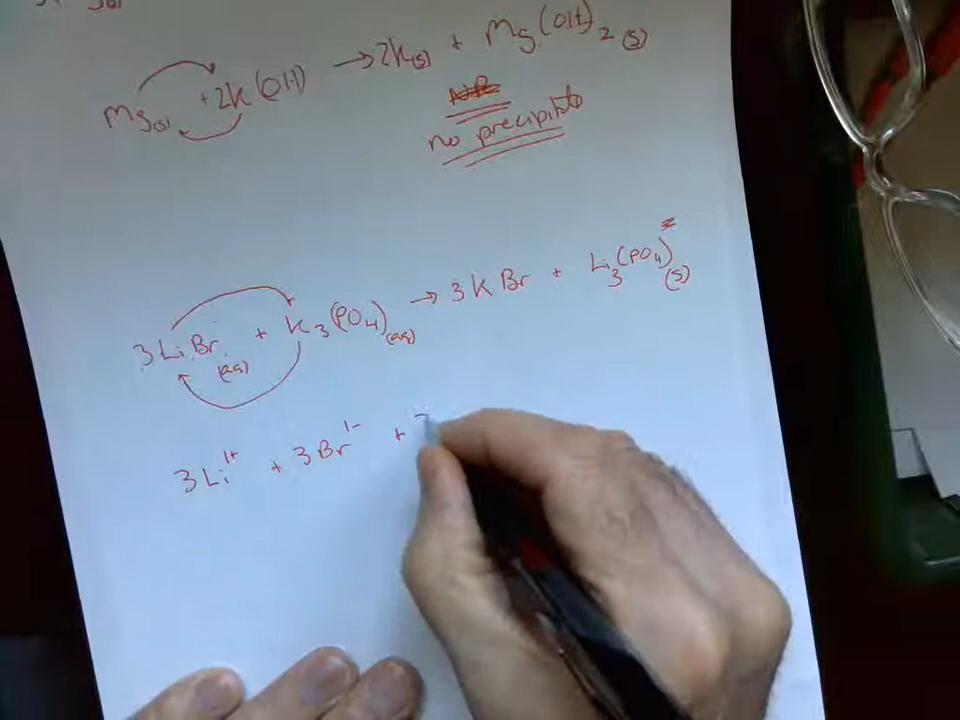 Mg(s) + 2K(OH) → 2K(s) + Mg(OH)2 (s)
no precipitate
3LiBr (aq) + K3(PO4)(aq) → 3KBr + Li3(PO4) (s)
3Li1+ + 3Br1- +